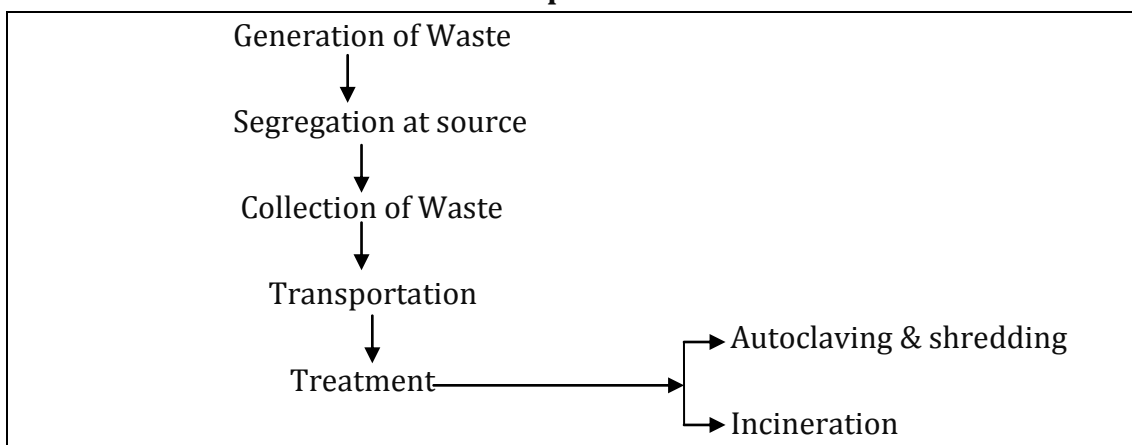 Generation of Waste
Segregation at source
Collection of Waste
Transportation
Autoclaving & shredding
Treatment
Incineration